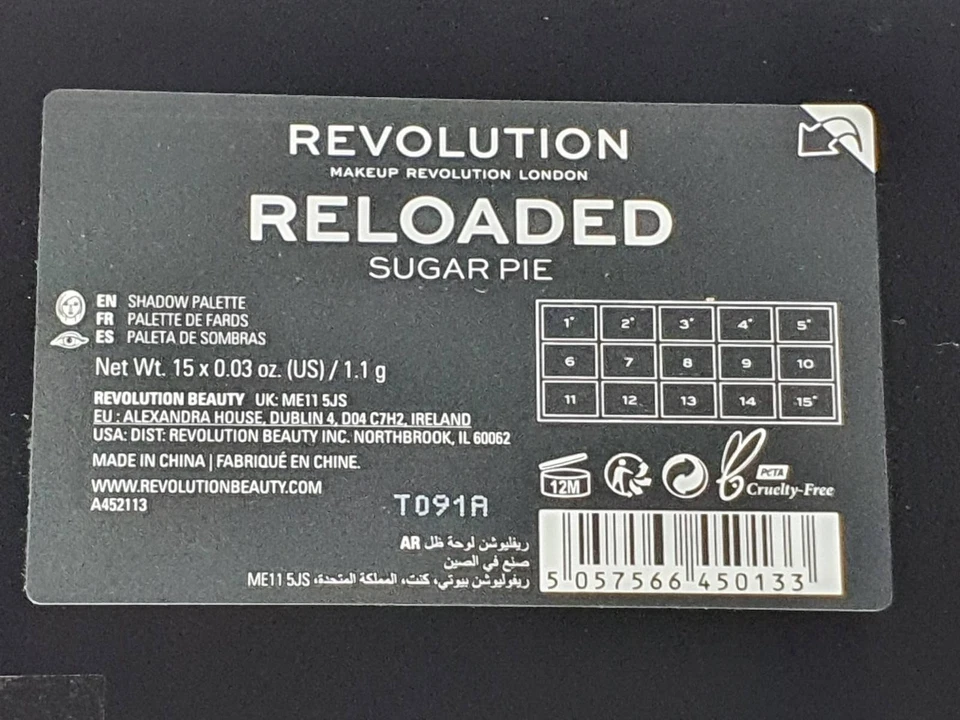 REVOLUTION
MAKEUP REVOLUTION LONDON
RELOADED
SUGAR PIE
EN SHADOW PALETTE
FR PALETTE DE FARDS
ES PALETA DE SOMBRAS
Net Wt. 15 x 0.03 oz. (US) / 1.1 g
REVOLUTION BEAUTY UK: ME11 5JS
EU : ALEXANDRA HOUSE, DUBLIN 4, D04 C7H2, IRELAND
USA: DIST: REVOLUTION BEAUTY INC. NORTHBROOK, IL 60062
MADE IN CHINA | FABRIQUÉ EN CHINE.
WWW.REVOLUTIONBEAUTY.COM
A452113
T091A
AR ريفليوشن لوحة ظل
صنع في الصين
ريفوليوشن بيوتي، كنت، المملكة المتحدة، ME11 5JS
1* 2* 3* 4* 5*
6 7 8 9 10
11 12 13 14 15*
12M
PETA
Cruelty-Free
5 057566 450133